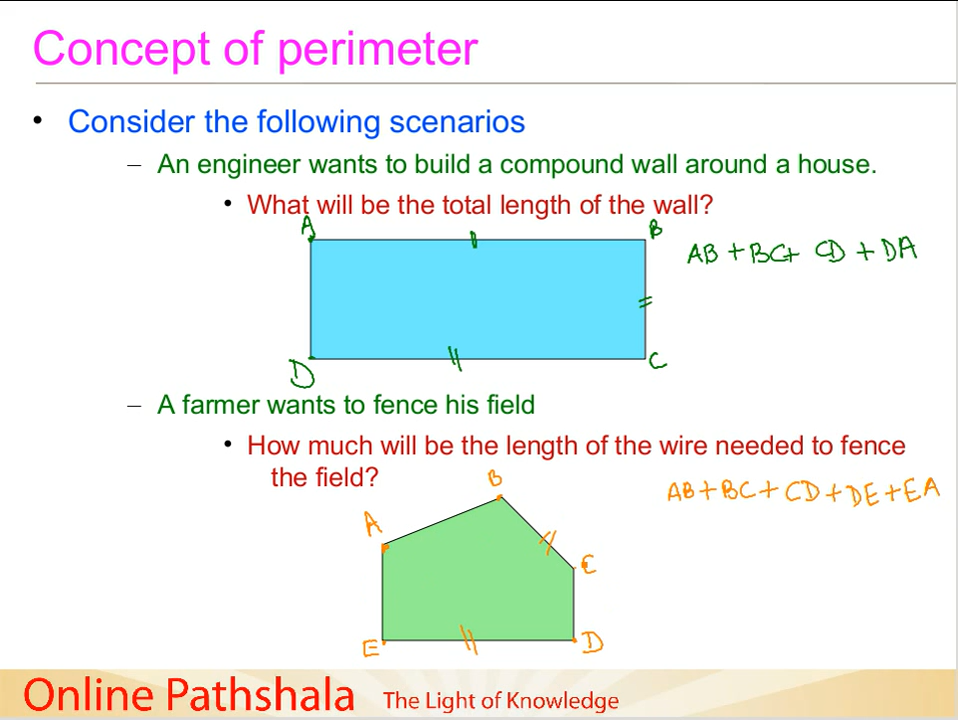 Concept of perimeter
• Consider the following scenarios
– An engineer wants to build a compound wall around a house.
• What will be the total length of the wall?
A
B
AB + BC + CD + DA
D
C
– A farmer wants to fence his field
• How much will be the length of the wire needed to fence
the field?
B
AB + BC + CD + DE + EA
A
C
E
D
Online Pathshala The Light of Knowledge